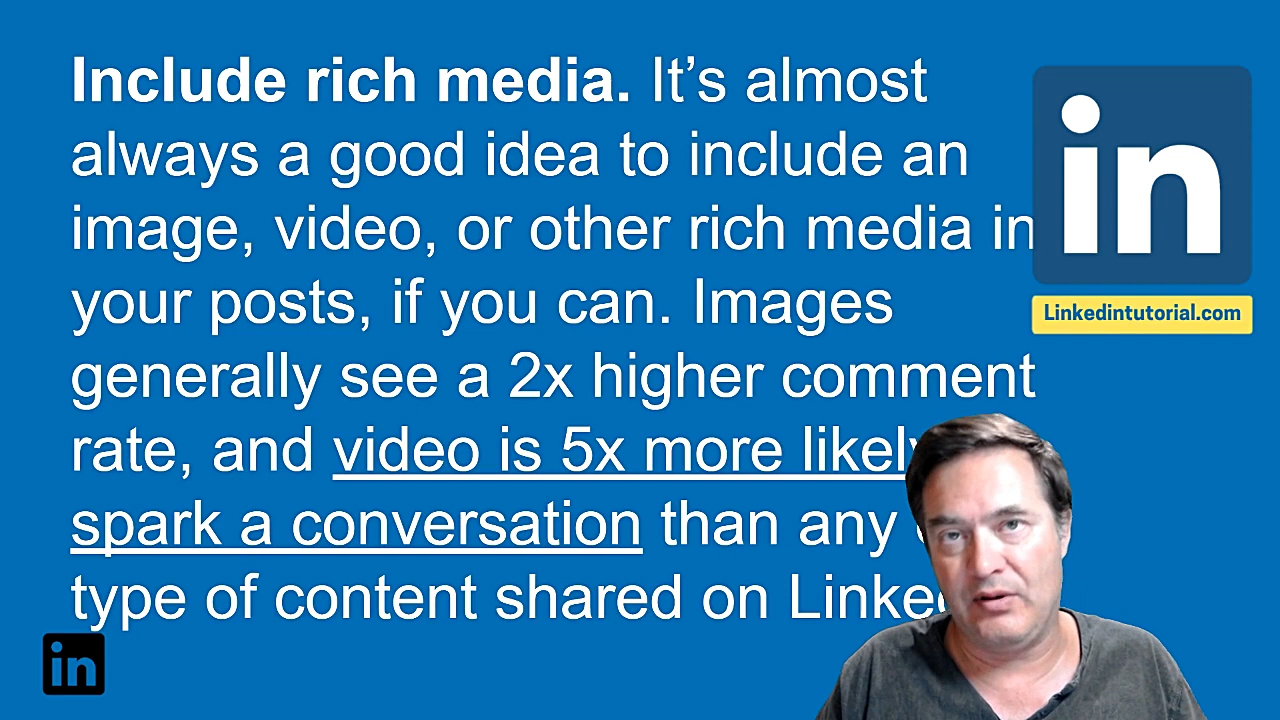 Include rich media. It’s almost
always a good idea to include an
image, video, or other rich media in
your posts, if you can. Images
generally see a 2x higher comment
rate, and video is 5x more likely
spark a conversation than any
type of content shared on
in
Linkedintutorial.com
in